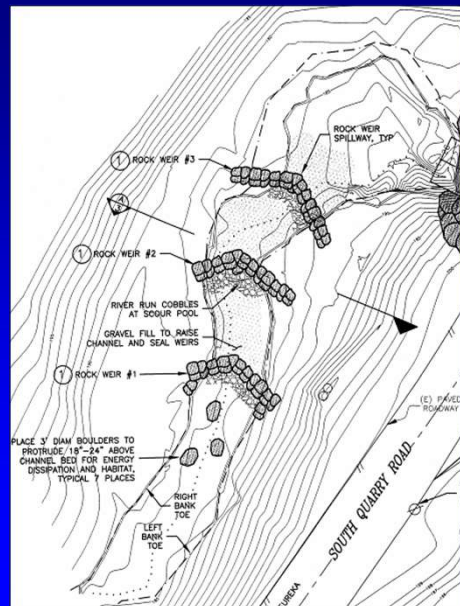 ROCK WEIR
SPILLWAY, TYP
1 ROCK WEIR #3
1 ROCK WEIR #2
RIVER RUN COBBLES
AT SCOUR POOL
GRAVEL FILL TO RAISE
CHANNEL AND SEAL WEIRS
1 ROCK WEIR #1
(E) PAVED
ROADWAY
PLACE 3' DIAM BOULDERS TO
PROTRUDE 18"-24" ABOVE
CHANNEL BED FOR ENERGY
DISSIPATION AND HABITAT,
TYPICAL 7 PLACES
RIGHT
BANK
TOE
LEFT
BANK
TOE
SOUTH QUARRY ROAD
EUREKA